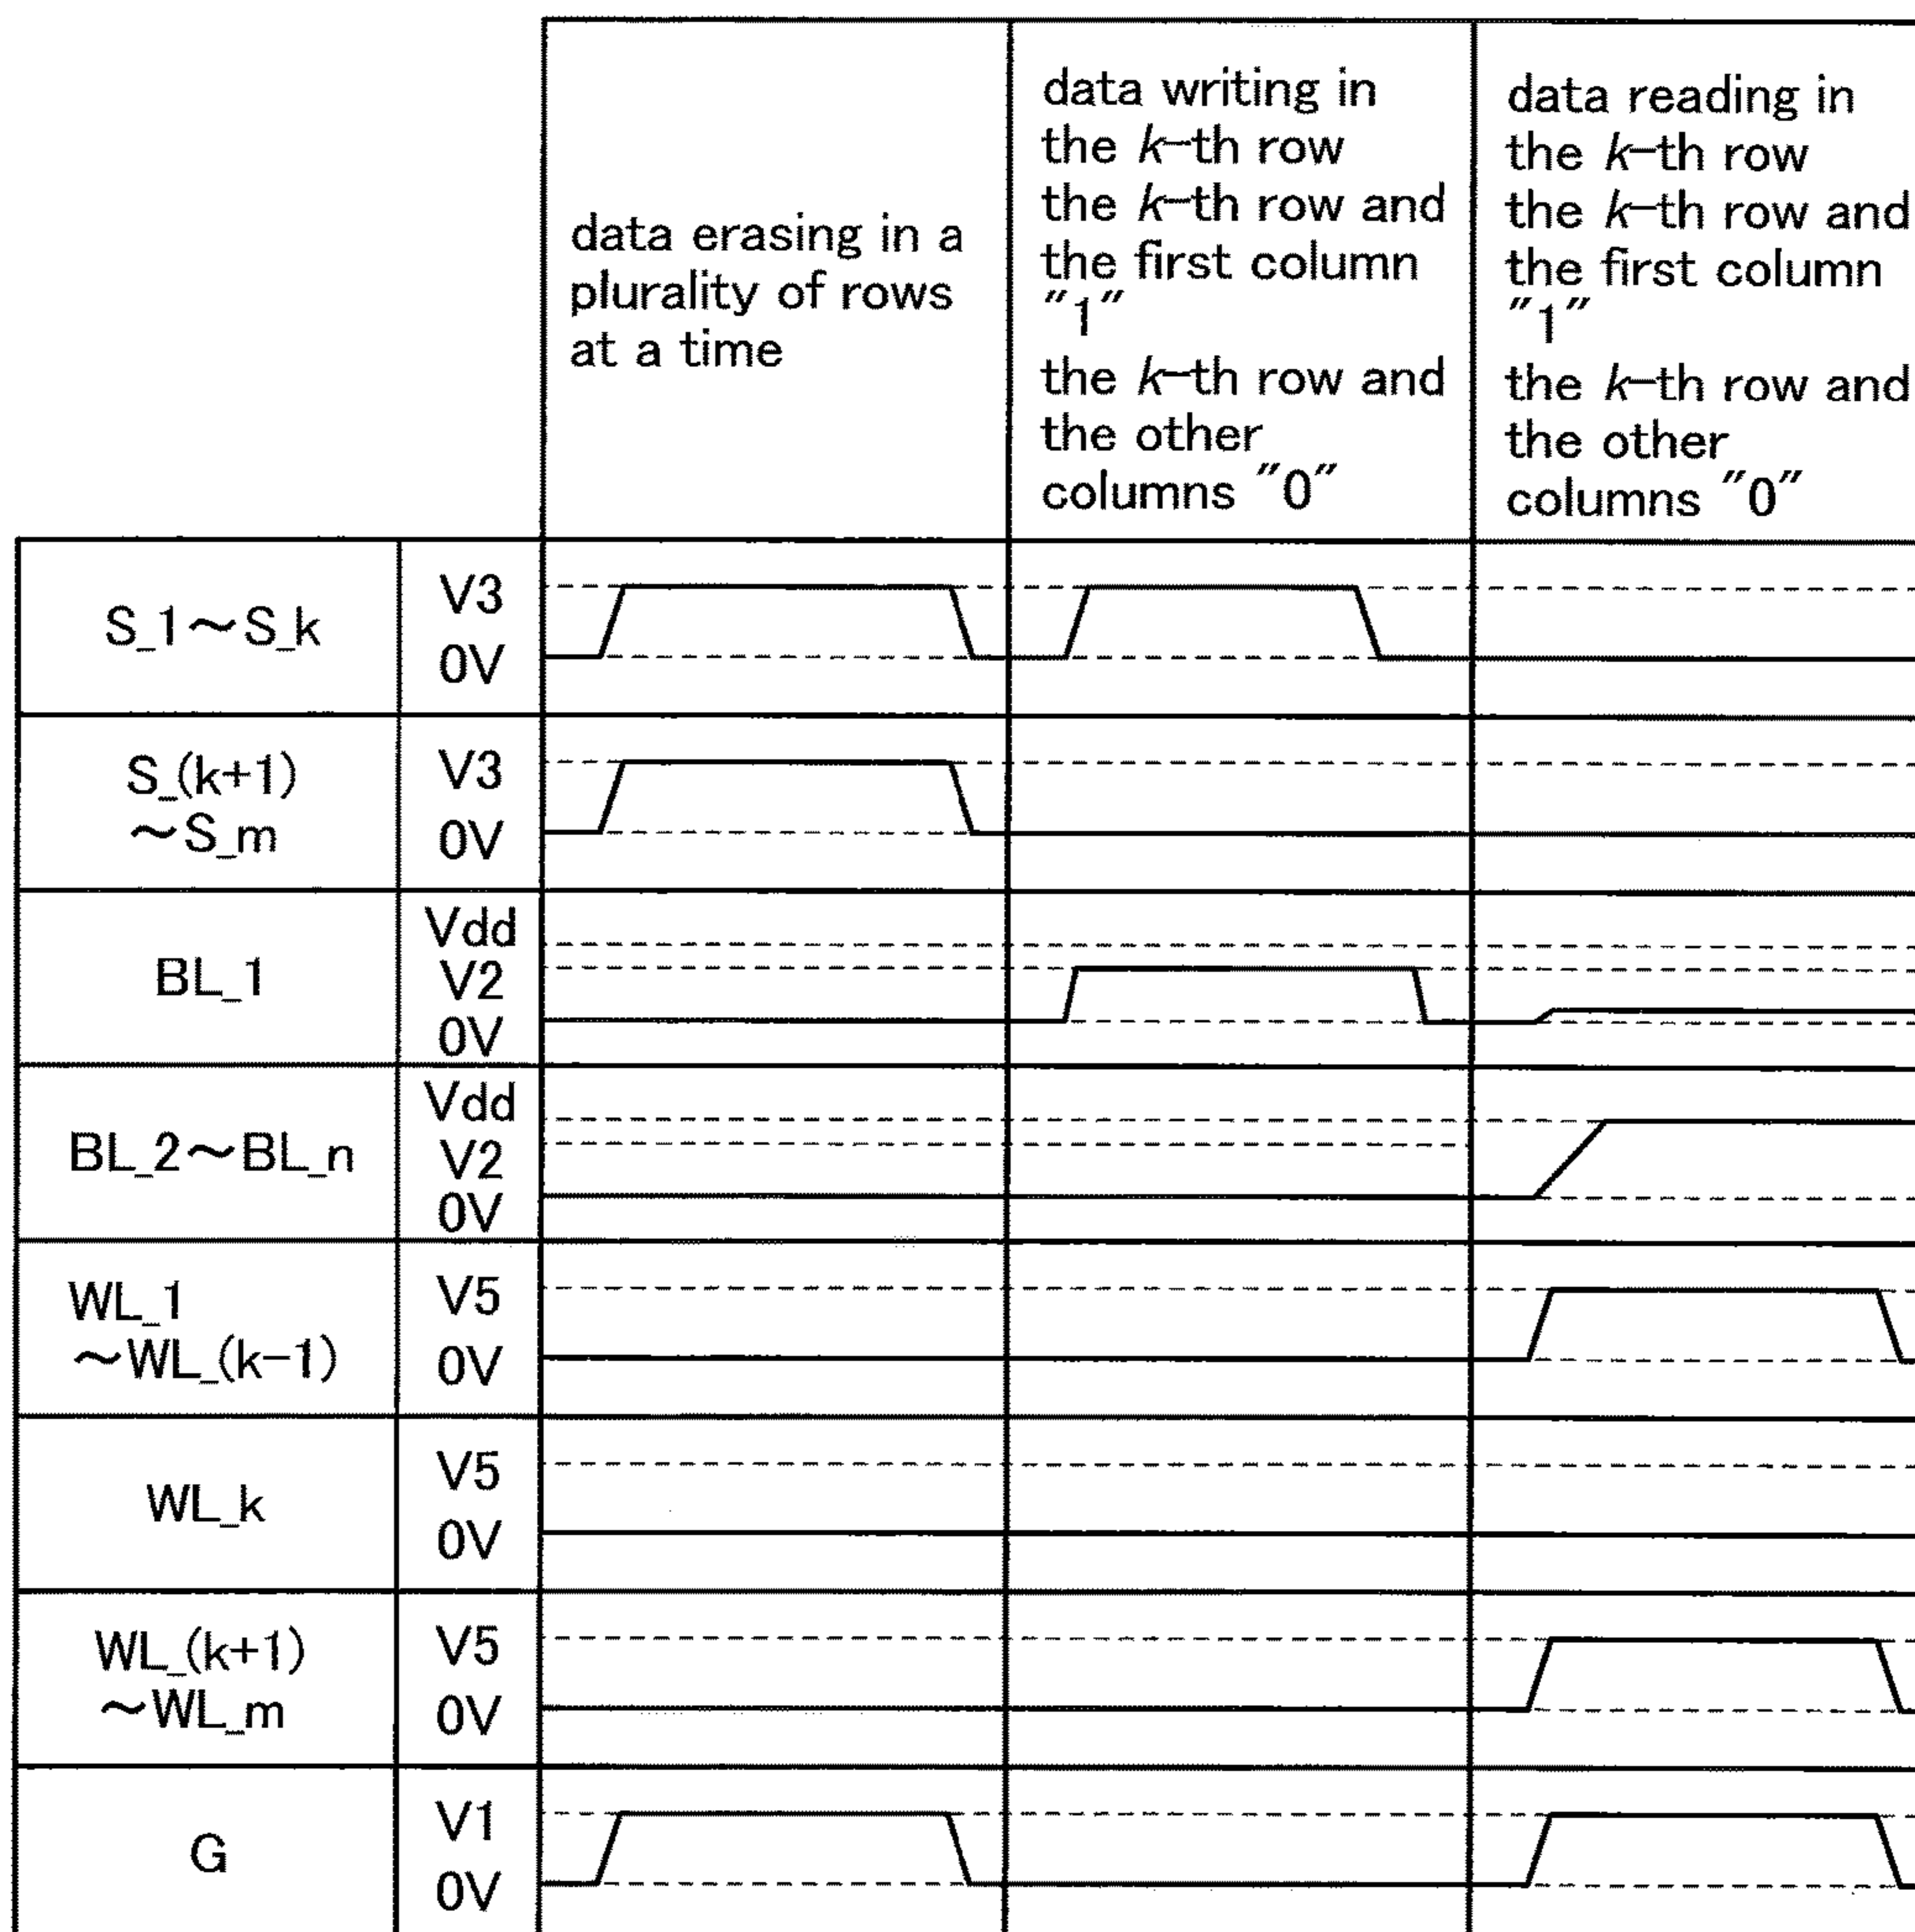 data erasing in a
plurality of rows
at a time
data writing in
the k-th row
the k-th row and
the first column
"1"
the k-th row and
the other
columns "0"
data reading in
the k-th row
the k-th row and
the first column
"1"
the k-th row and
the other
columns "0"
S_1～S_k
V3
0V
S_(k+1)
～S_m
V3
0V
BL_1
Vdd
V2
0V
BL_2～BL_n
Vdd
V2
0V
WL_1
～WL_(k-1)
V5
0V
WL_k
V5
0V
WL_(k+1)
～WL_m
V5
0V
G
V1
0V